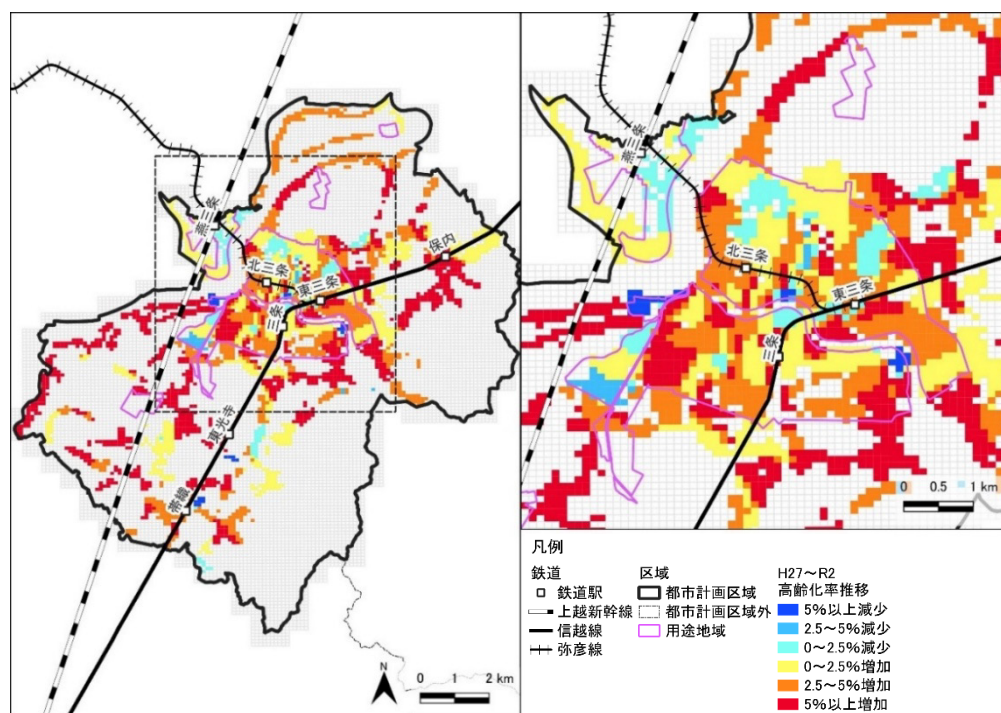 燕三条
北三条
東三条
保内
三条
東光寺
帯織
N
0 1 2 km
燕三条
北三条
東三条
三条
0 0.5 1 km
凡例
鉄道
鉄道駅
上越新幹線
信越線
弥彦線
区域
都市計画区域
都市計画区域外
用途地域
H27～R2
高齢化率推移
5%以上減少
2.5～5%減少
0～2.5%減少
0～2.5%増加
2.5～5%増加
5%以上増加